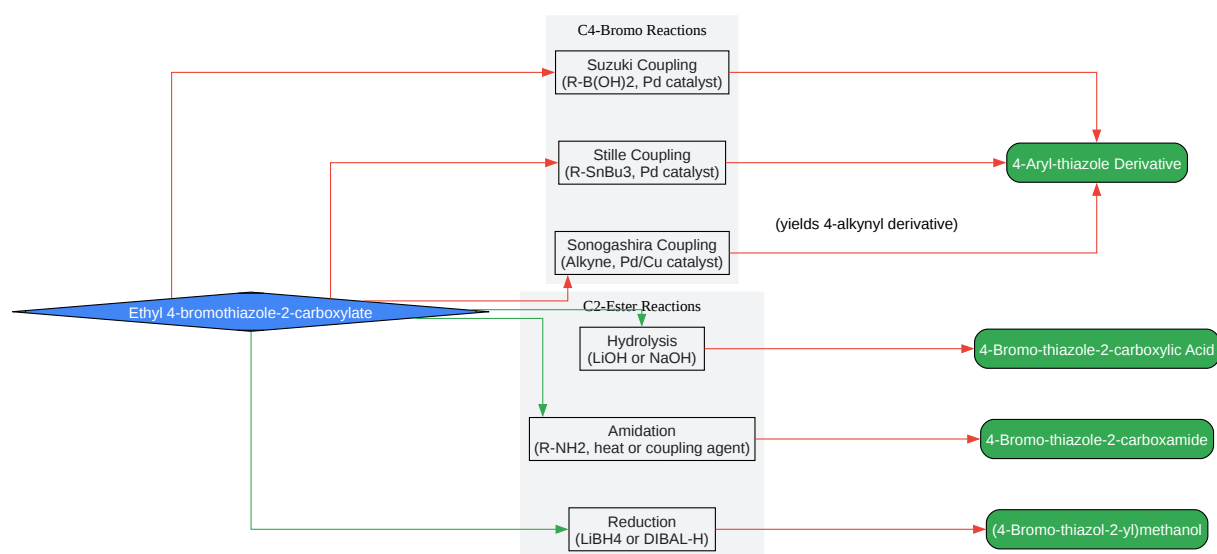 C4-Bromo Reactions
Suzuki Coupling
(R-B(OH)2, Pd catalyst)
Stille Coupling
(R-SnBu3, Pd catalyst)
4-Aryl-thiazole Derivative
(yields 4-alkynyl derivative)
Sonogashira Coupling
(Alkyne, Pd/Cu catalyst)
Ethyl 4-bromothiazole-2-carboxylate
C2-Ester Reactions
Hydrolysis
(LiOH or NaOH)
4-Bromo-thiazole-2-carboxylic Acid
Amidation
(R-NH2, heat or coupling agent)
4-Bromo-thiazole-2-carboxamide
Reduction
(LiBH4 or DIBAL-H)
(4-Bromo-thiazol-2-yl)methanol